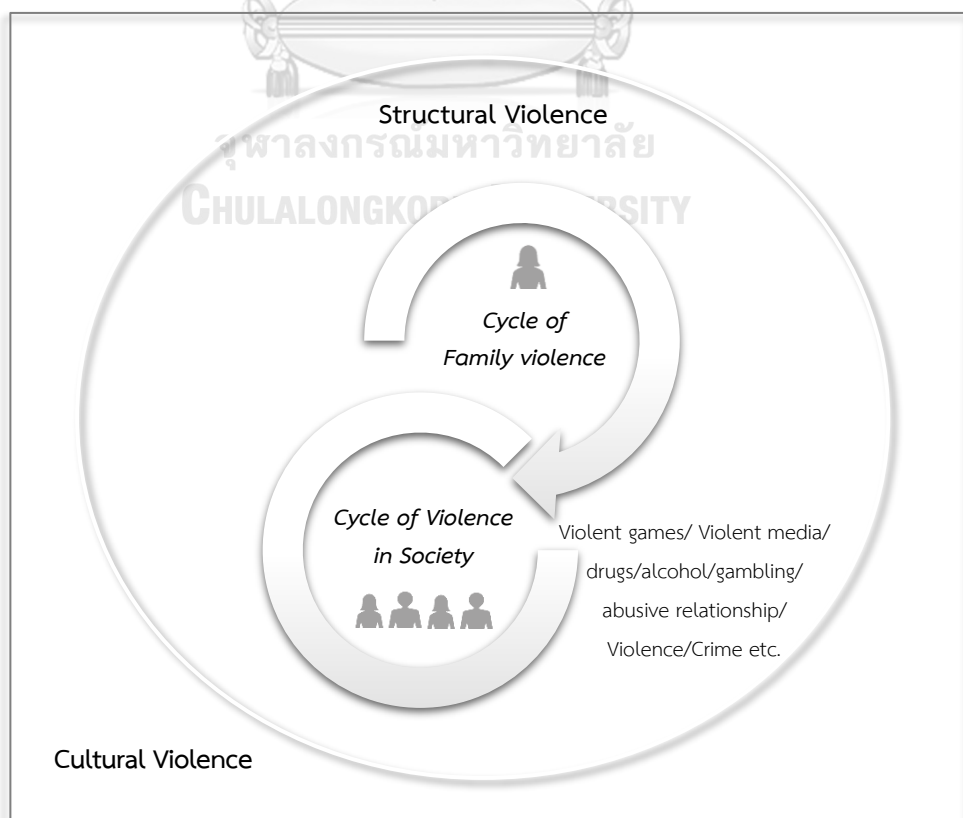 Structural Violence
จุฬาลงกรณ์มหาวิทยาลัย
CHULALONGKORN UNIVERSITY
Cycle of
Family violence
Cycle of Violence
in Society
Violent games/ Violent media/
drugs/alcohol/gambling/
abusive relationship/
Violence/Crime etc.
Cultural Violence